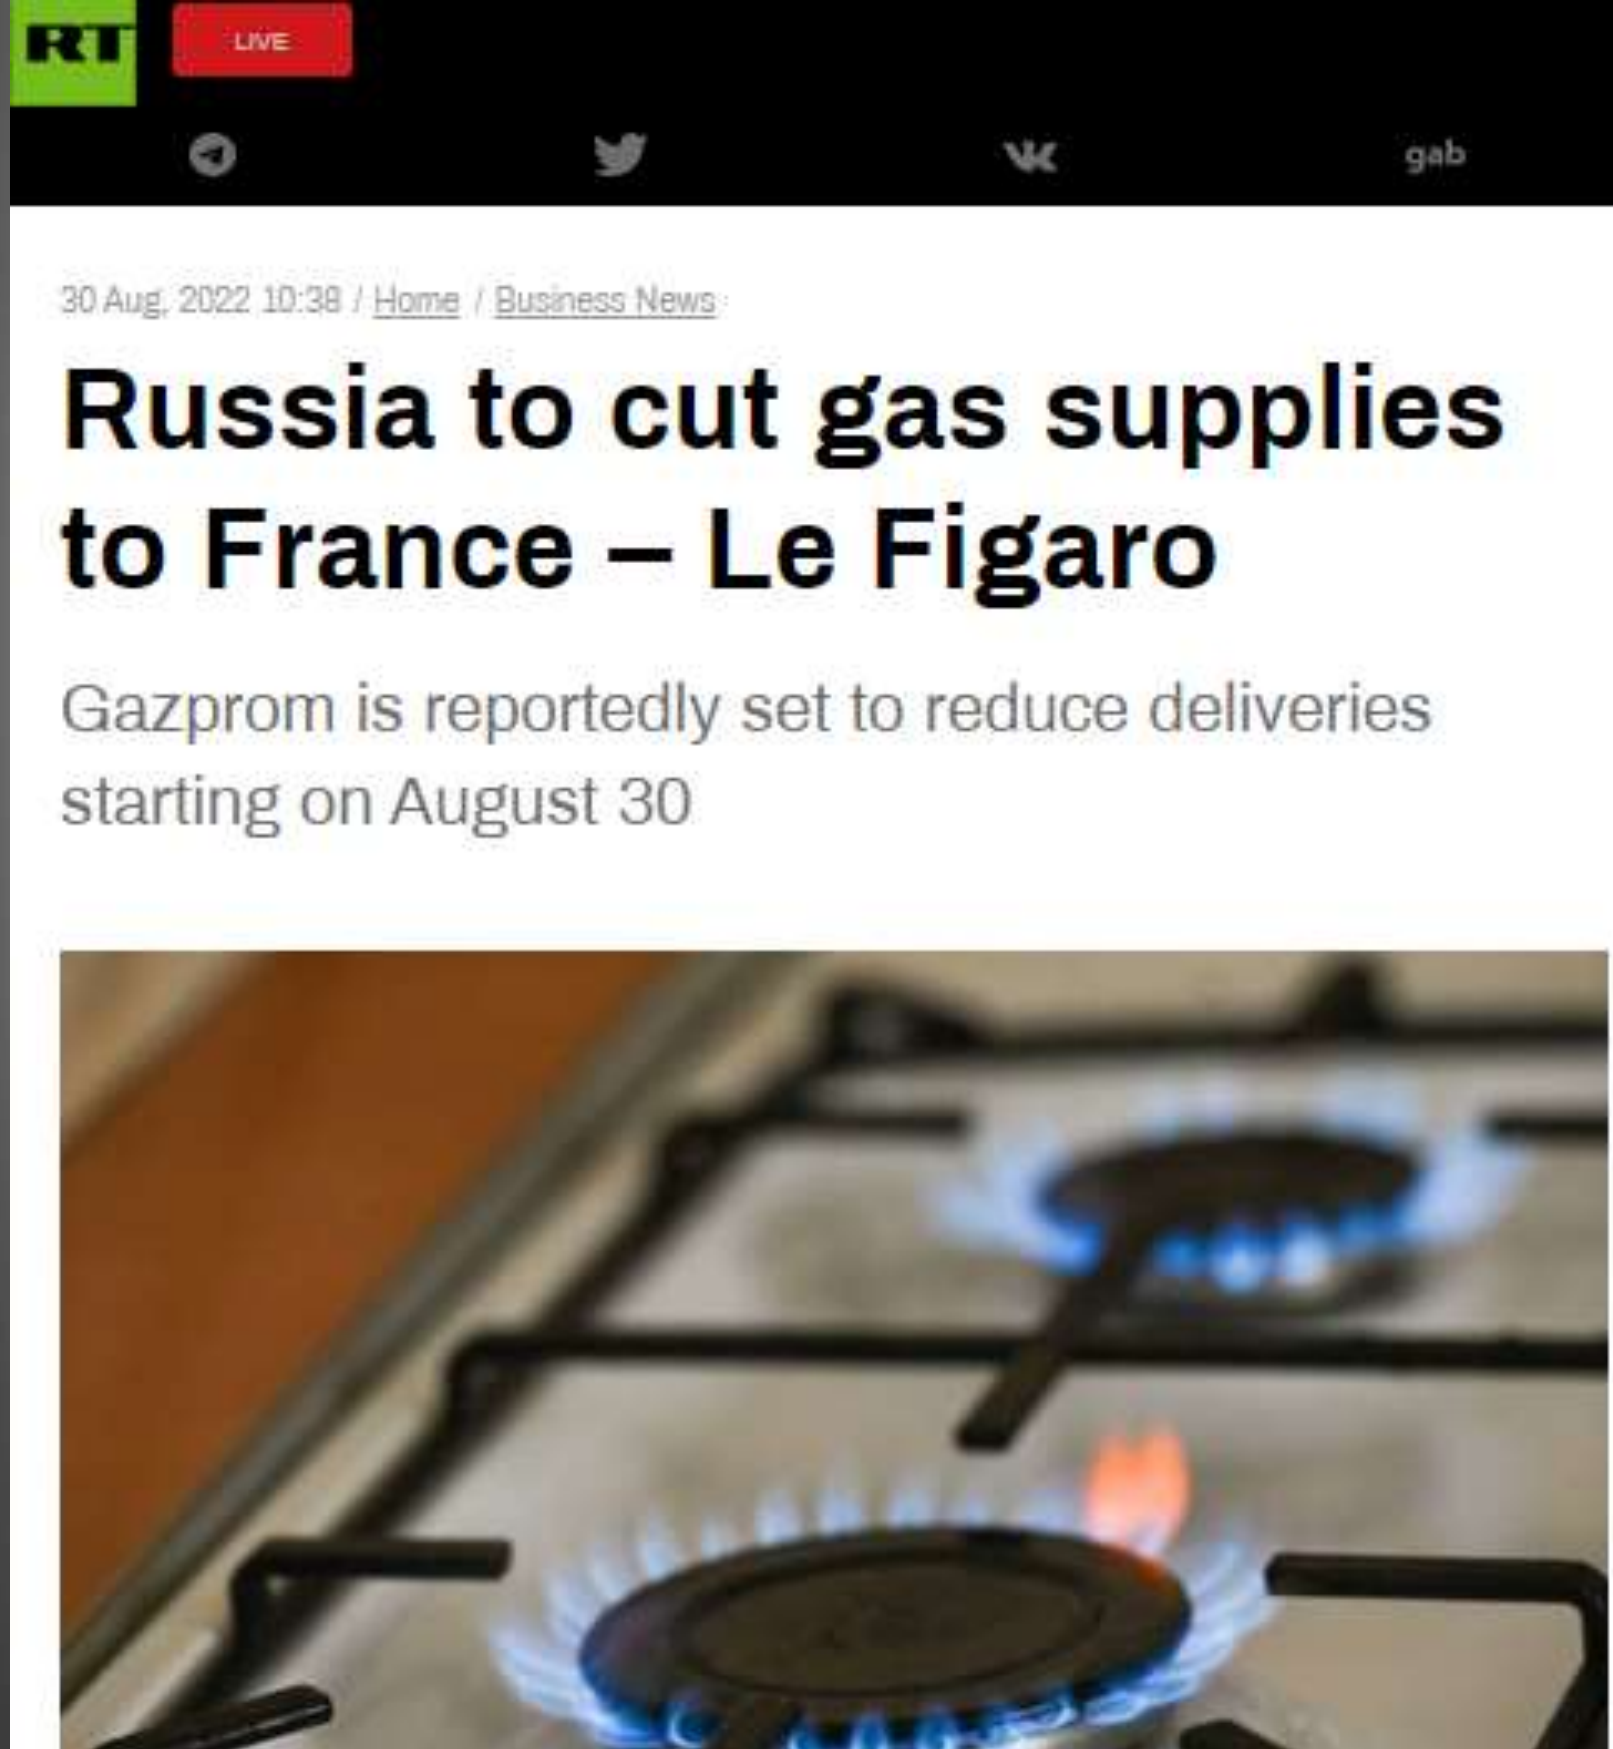 RT
LIVE
gab
30 Aug, 2022 10:38 / Home / Business News
Russia to cut gas supplies
to France – Le Figaro
Gazprom is reportedly set to reduce deliveries
starting on August 30